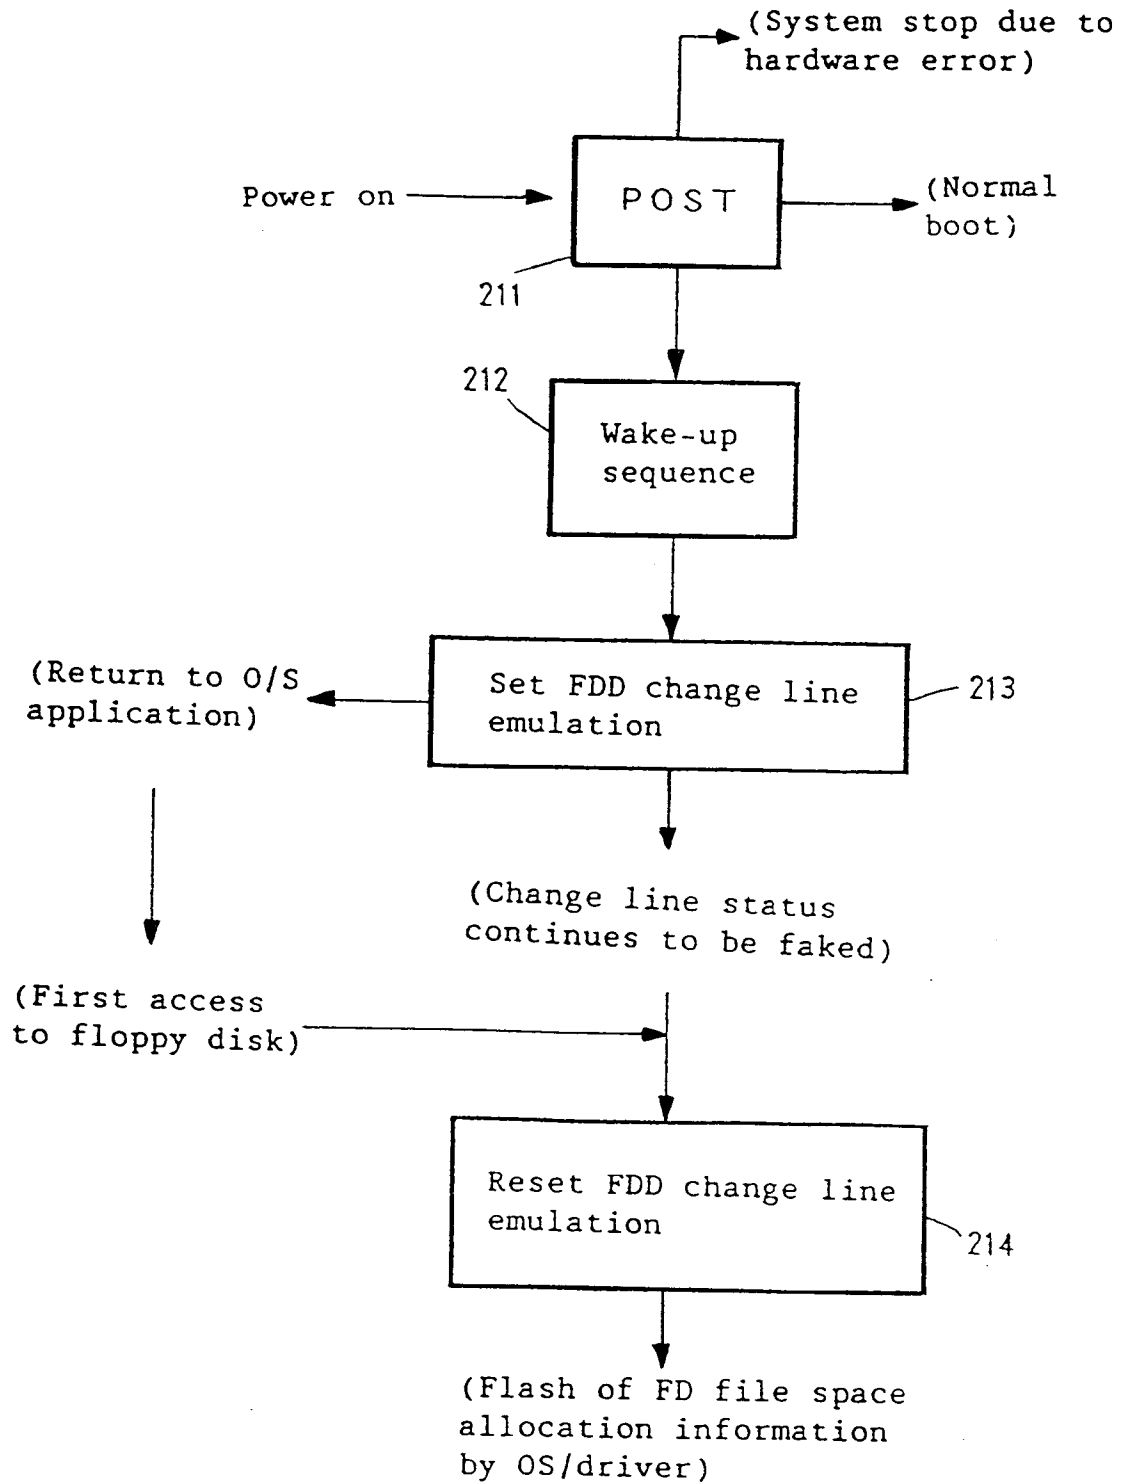 (System stop due to
hardware error)
Power on
POST
(Normal
boot)
211
212
Wake-up
sequence
(Return to O/S
application)
Set FDD change line
emulation
213
(Change line status
continues to be faked)
(First access
to floppy disk)
Reset FDD change line
emulation
214
(Flash of FD file space
allocation information
by OS/driver)